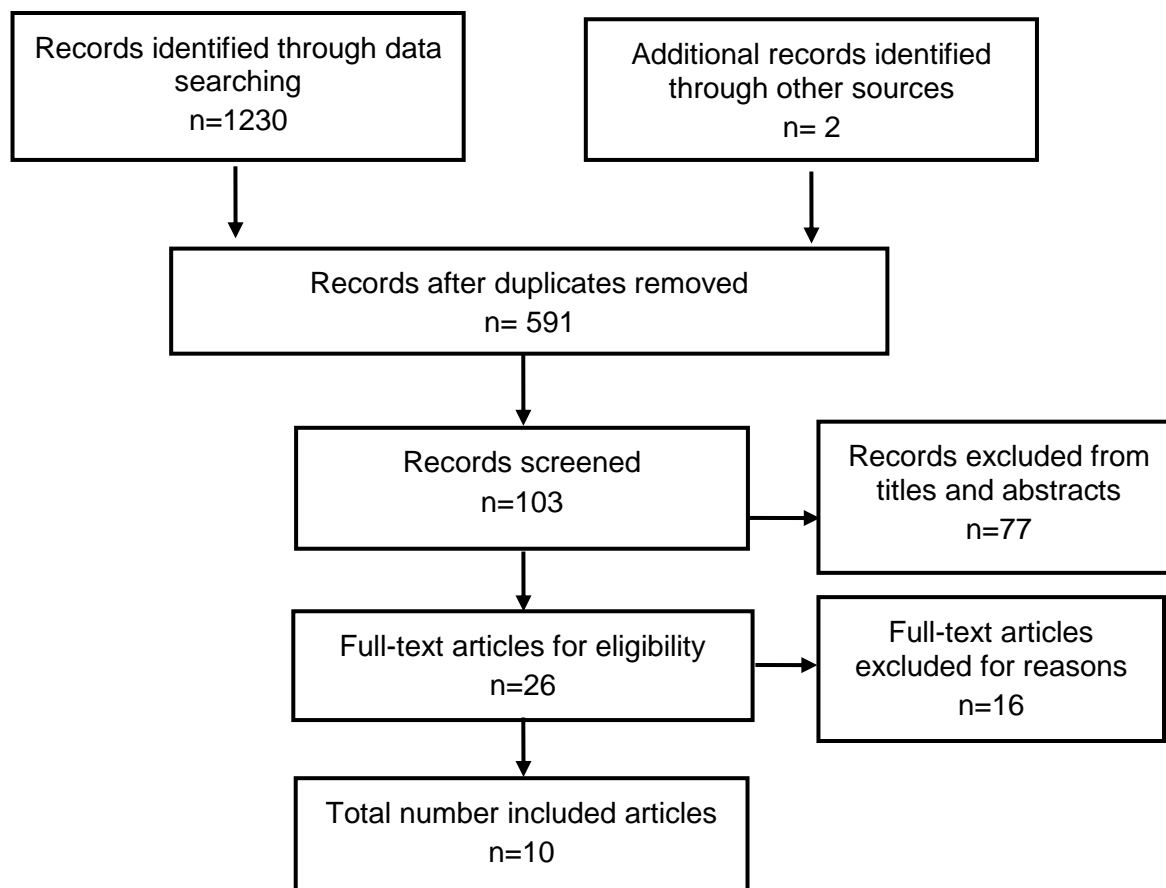 Records identified through data
searching
n=1230
Additional records identified
through other sources
n= 2
Records after duplicates removed
n= 591
Records screened
n=103
Records excluded from
titles and abstracts
n=77
Full-text articles for eligibility
n=26
Full-text articles
excluded for reasons
n=16
Total number included articles
n=10